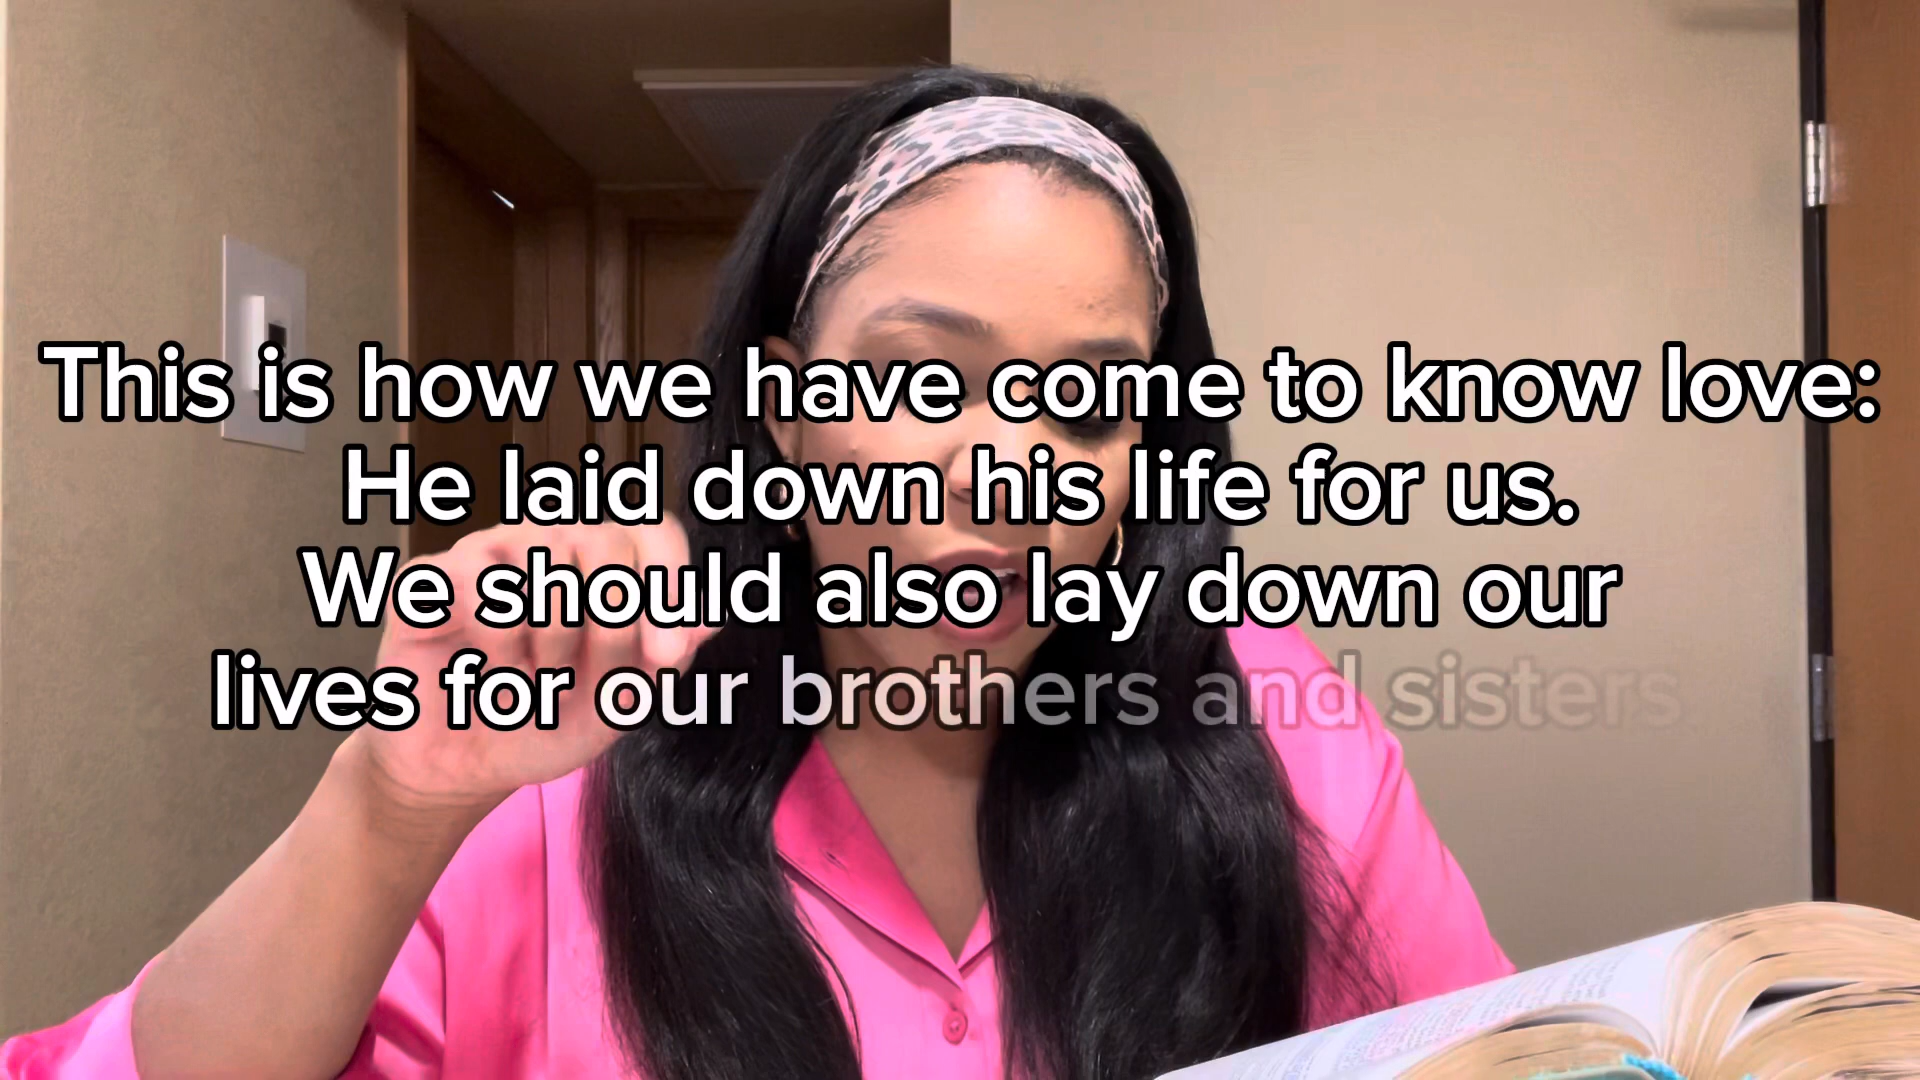 This is how we have come to know love:
He laid down his life for us.
We should also lay down our
lives for our brothers and sisters